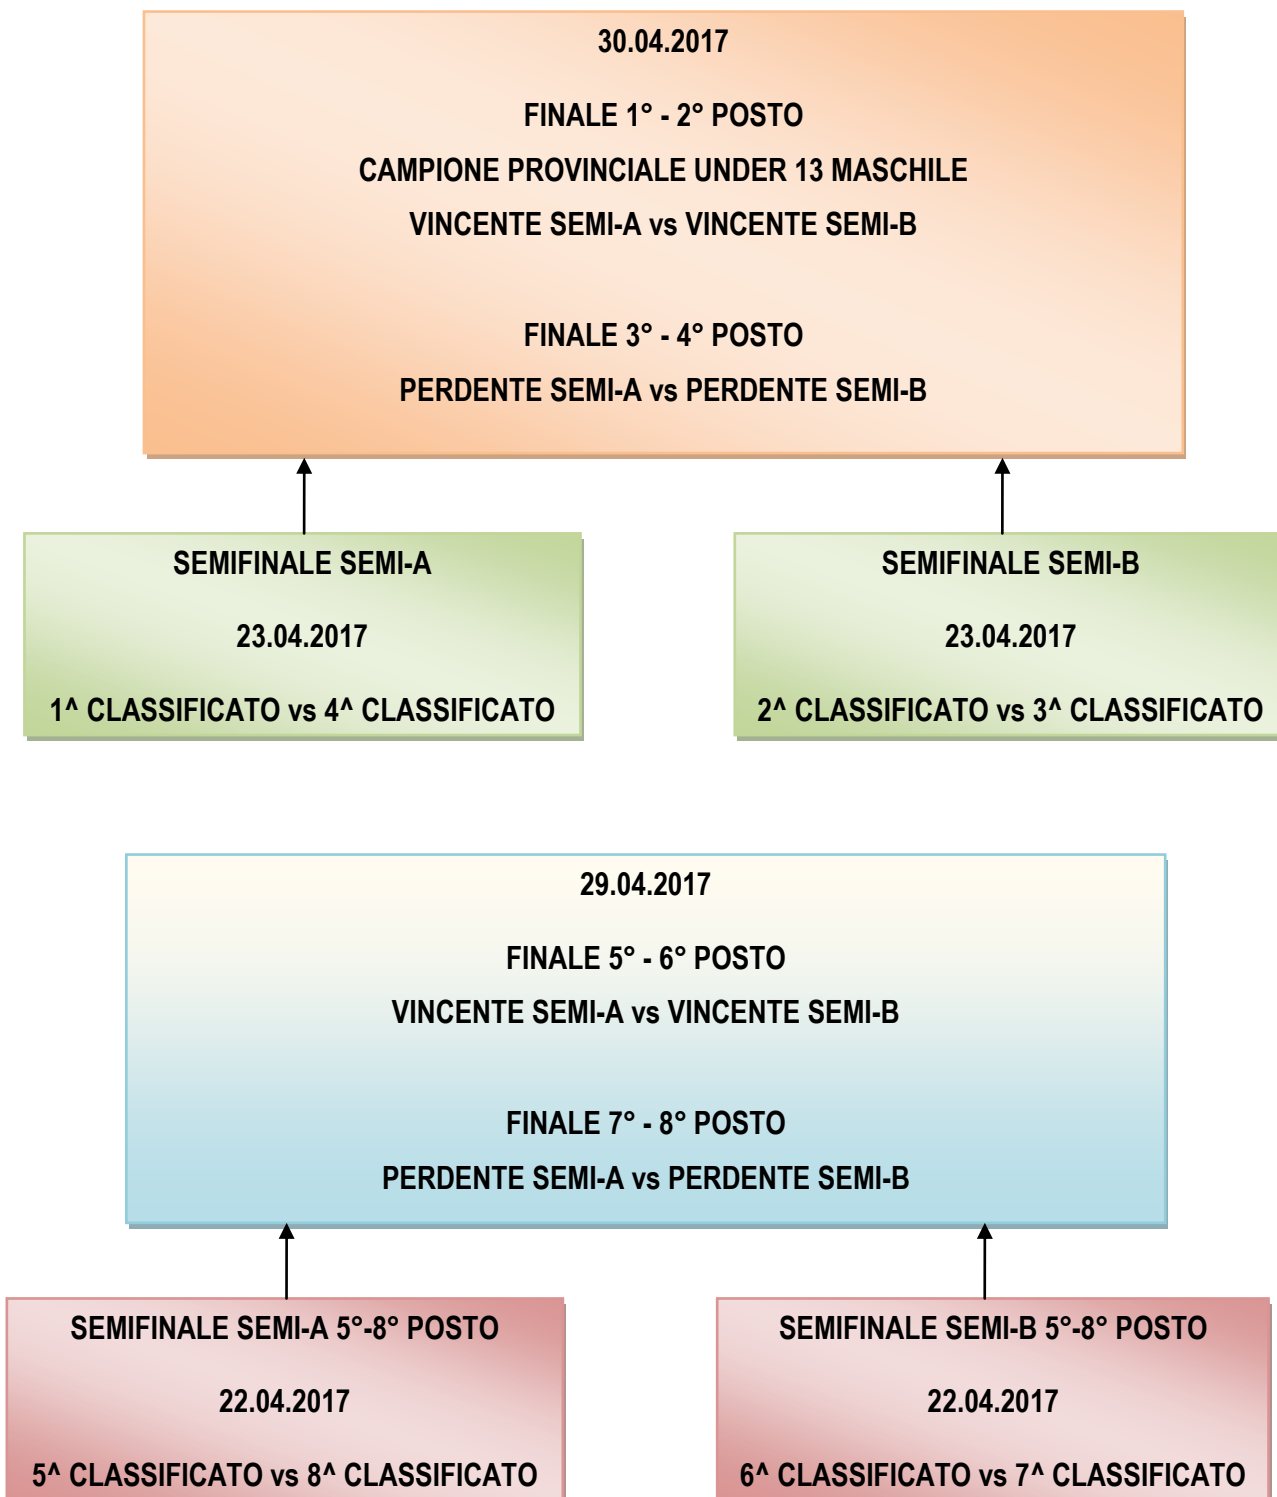 30.04.2017
FINALE 1° - 2° POSTO
CAMPIONE PROVINCIALE UNDER 13 MASCHILE
VINCENTE SEMI-A vs VINCENTE SEMI-B
FINALE 3° - 4° POSTO
PERDENTE SEMI-A vs PERDENTE SEMI-B
SEMIFINALE SEMI-A
23.04.2017
1^ CLASSIFICATO vs 4^ CLASSIFICATO
SEMIFINALE SEMI-B
23.04.2017
2^ CLASSIFICATO vs 3^ CLASSIFICATO
29.04.2017
FINALE 5° - 6° POSTO
VINCENTE SEMI-A vs VINCENTE SEMI-B
FINALE 7° - 8° POSTO
PERDENTE SEMI-A vs PERDENTE SEMI-B
SEMIFINALE SEMI-A 5°-8° POSTO
22.04.2017
5^ CLASSIFICATO vs 8^ CLASSIFICATO
SEMIFINALE SEMI-B 5°-8° POSTO
22.04.2017
6^ CLASSIFICATO vs 7^ CLASSIFICATO